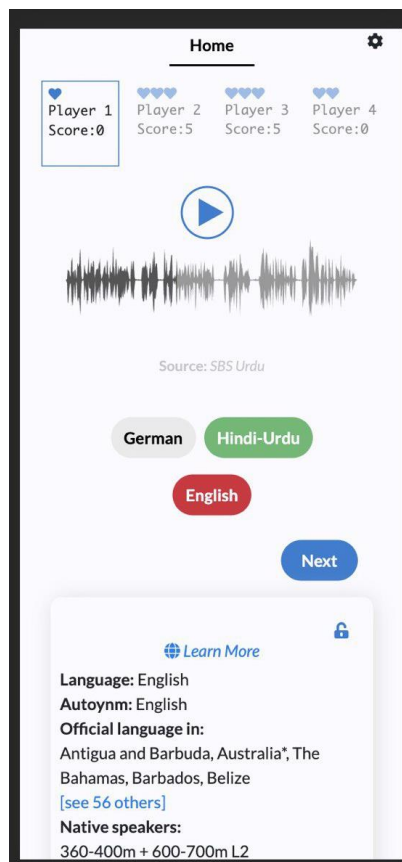 Home
Player 1 Player 2 Player 3 Player 4
Score:0 Score:5 Score:5 Score:0
Source: SBS Urdu
German Hindi-Urdu
English
Next
Learn More
Language: English
Autoynm: English
Official language in:
Antigua and Barbuda, Australia*, The
Bahamas, Barbados, Belize
[see 56 others]
Native speakers:
360-400m + 600-700m L2